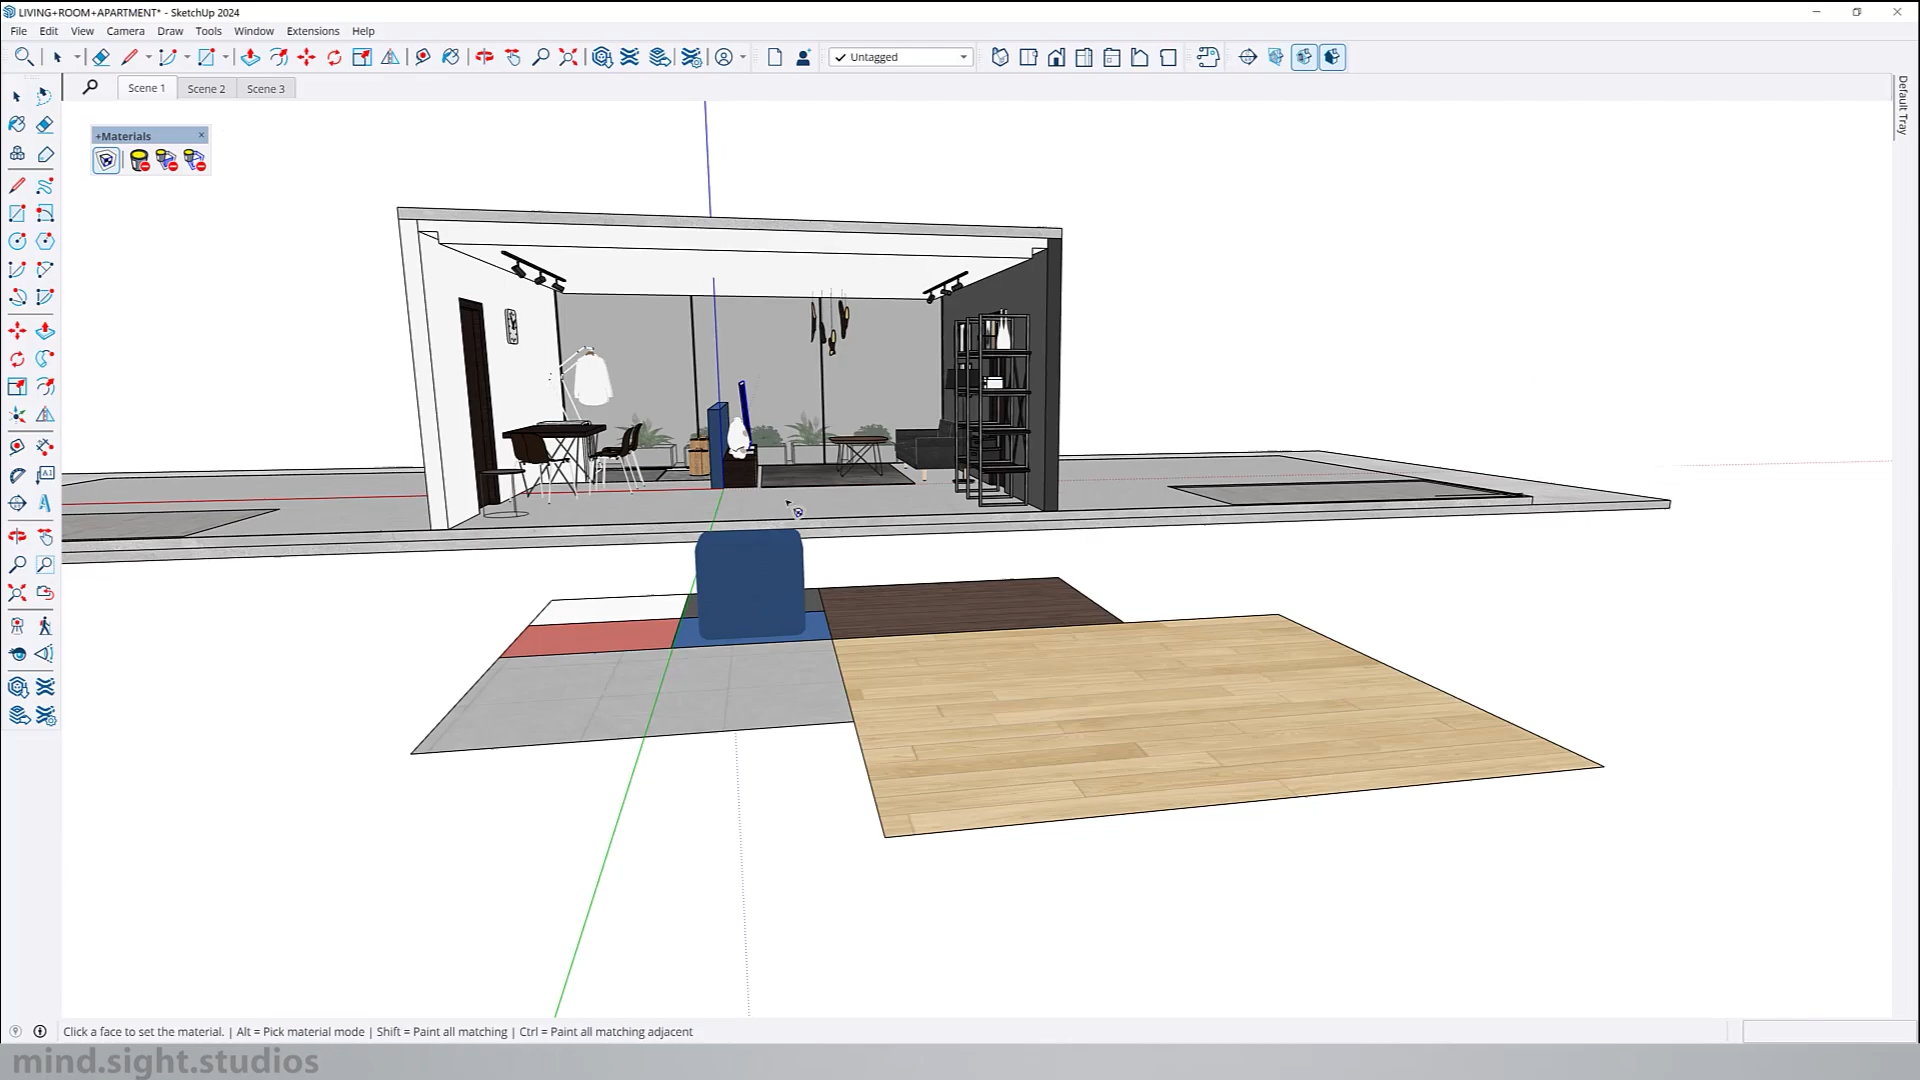 LIVING+ROOM+APARTMENT* - SketchUp 2024
File Edit View Camera Draw Tools Window Extensions Help
Untagged
Scene 1 Scene 2 Scene 3
Default Tray
+Materials
Click a face to set the material. | Alt = Pick material mode | Shift = Paint all matching | Ctrl = Paint all matching adjacent
mind.sight.studios